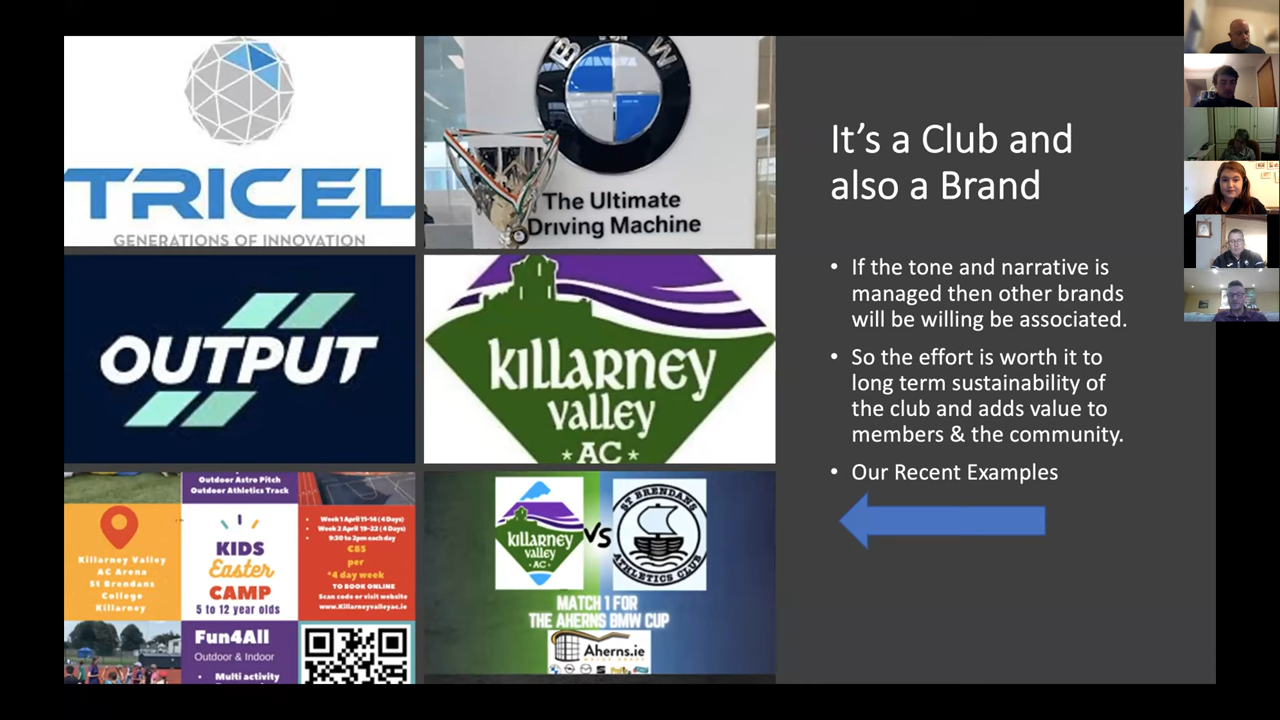 TRICEL
GENERATIONS OF INNOVATION
B M W
The Ultimate
Driving Machine
OUTPUT
Killarney
valley
AC
Outdoor Astro Pitch
Outdoor Athletics Track
Killarney Valley
AC Arena
St Brendans
College
Killarney
KIDS
Easter
CAMP
5 to 12 year olds
• Week 1 April 11-14 (4 Days)
• Week 2 April 19-22 (4 Days)
• 9:30 to 2pm each day
€85
per
*4 day week
TO BOOK ONLINE
Scan code or visit website
www.Killarneyvalleyac.ie
Fun4All
Outdoor & Indoor
• Multi activity
Killarney
valley
AC
VS
ST BRENDANS
ATHLETICS CLUB
MATCH 1 FOR
THE AHERNS BMW CUP
Aherns.ie
It's a Club and
also a Brand
• If the tone and narrative is
managed then other brands
will be willing be associated.
• So the effort is worth it to
long term sustainability of
the club and adds value to
members & the community.
• Our Recent Examples